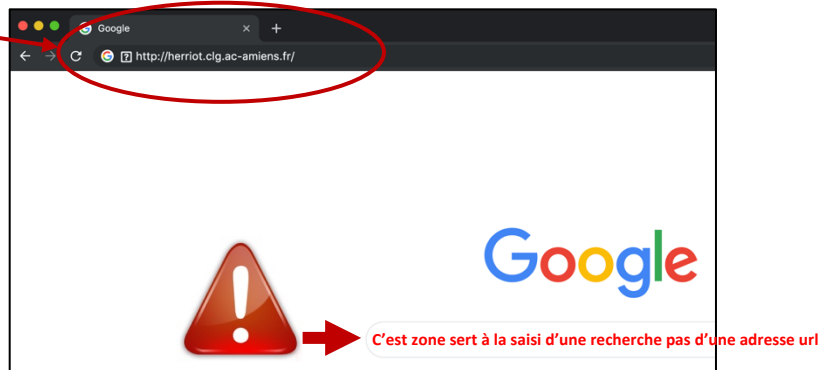 Google
http://herriot.clg.ac-amiens.fr/
Google
C'est zone sert à la saisi d'une recherche pas d'une adresse url